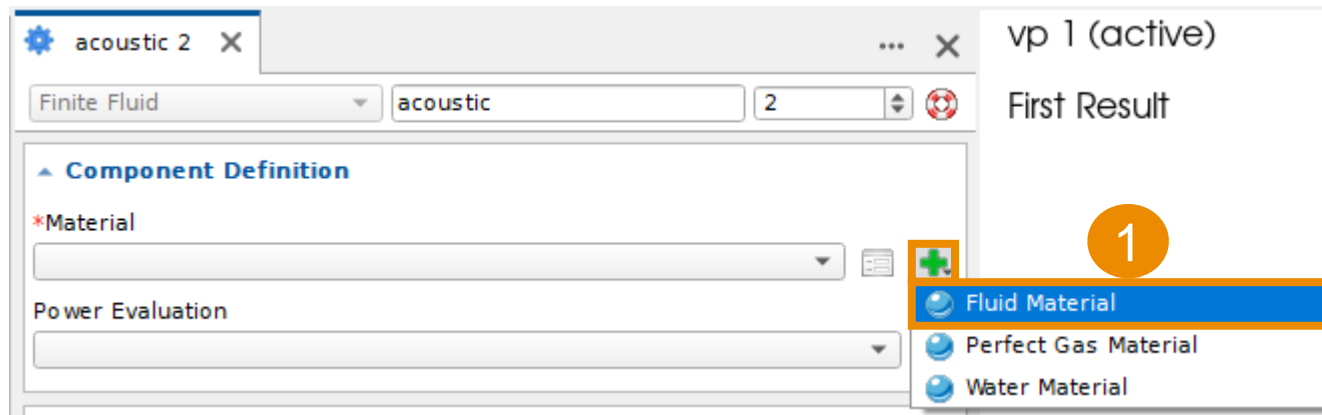 acoustic 2
vp 1 (active)
Finite Fluid
acoustic
2
First Result
Component Definition
*Material
1
Fluid Material
Power Evaluation
Perfect Gas Material
Water Material